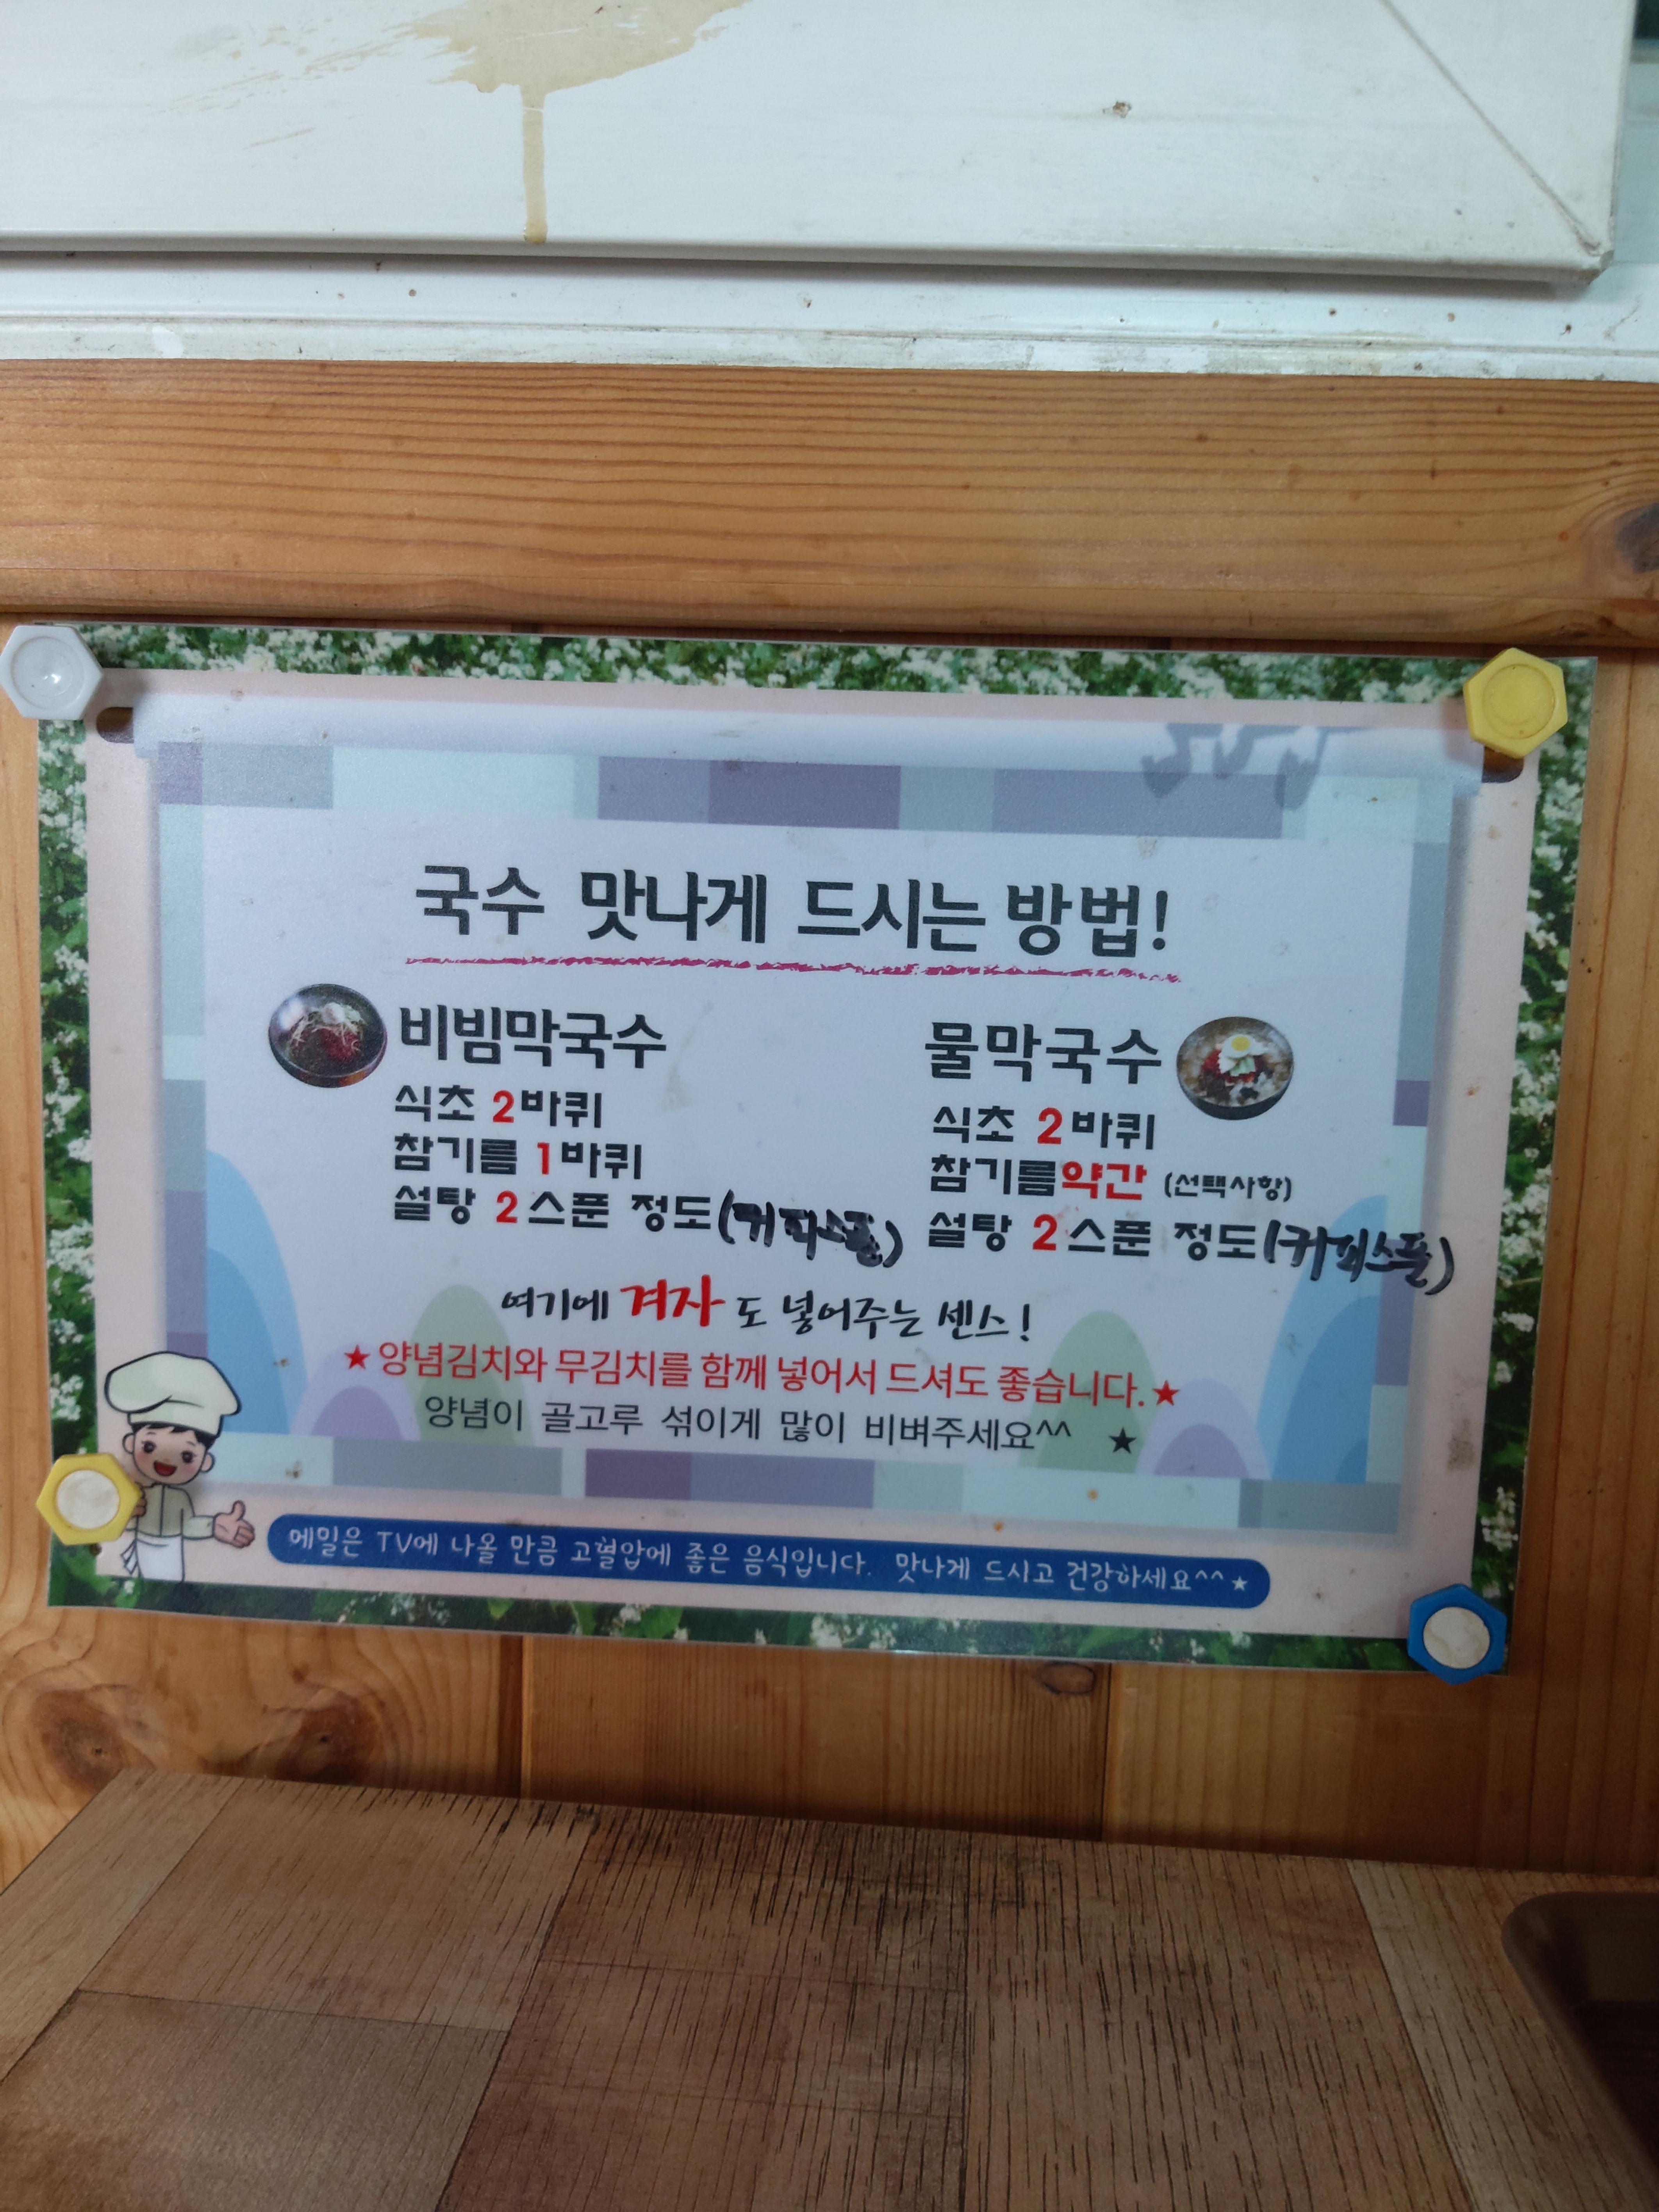 국수 맛나게 드시는 방법!
비빔막국수
식초 2바퀴
참기름 1바퀴
설탕 2스푼 정도(커피스푼)
물막국수
식초 2바퀴
참기름약간 (선택사항)
설탕 2스푼 정도(커피스푼)
여기에 겨자도 넣어주는 센스!
★양념김치와 무김치를 함께 넣어서 드셔도 좋습니다.★
양념이 골고루 섞이게 많이 비벼주세요^^ ★
메밀은 TV에 나올 만큼 고혈압에 좋은 음식입니다. 맛나게 드시고 건강하세요^^★